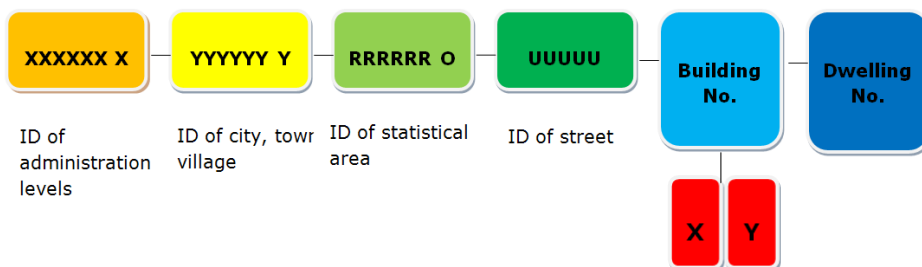 XXXXXX X
YYYYYY Y
RRRRRR O
UUUUU
Building
No.
Dwelling
No.
ID of
administration
levels
ID of city, town
village
ID of statistical
area
ID of street
X
Y